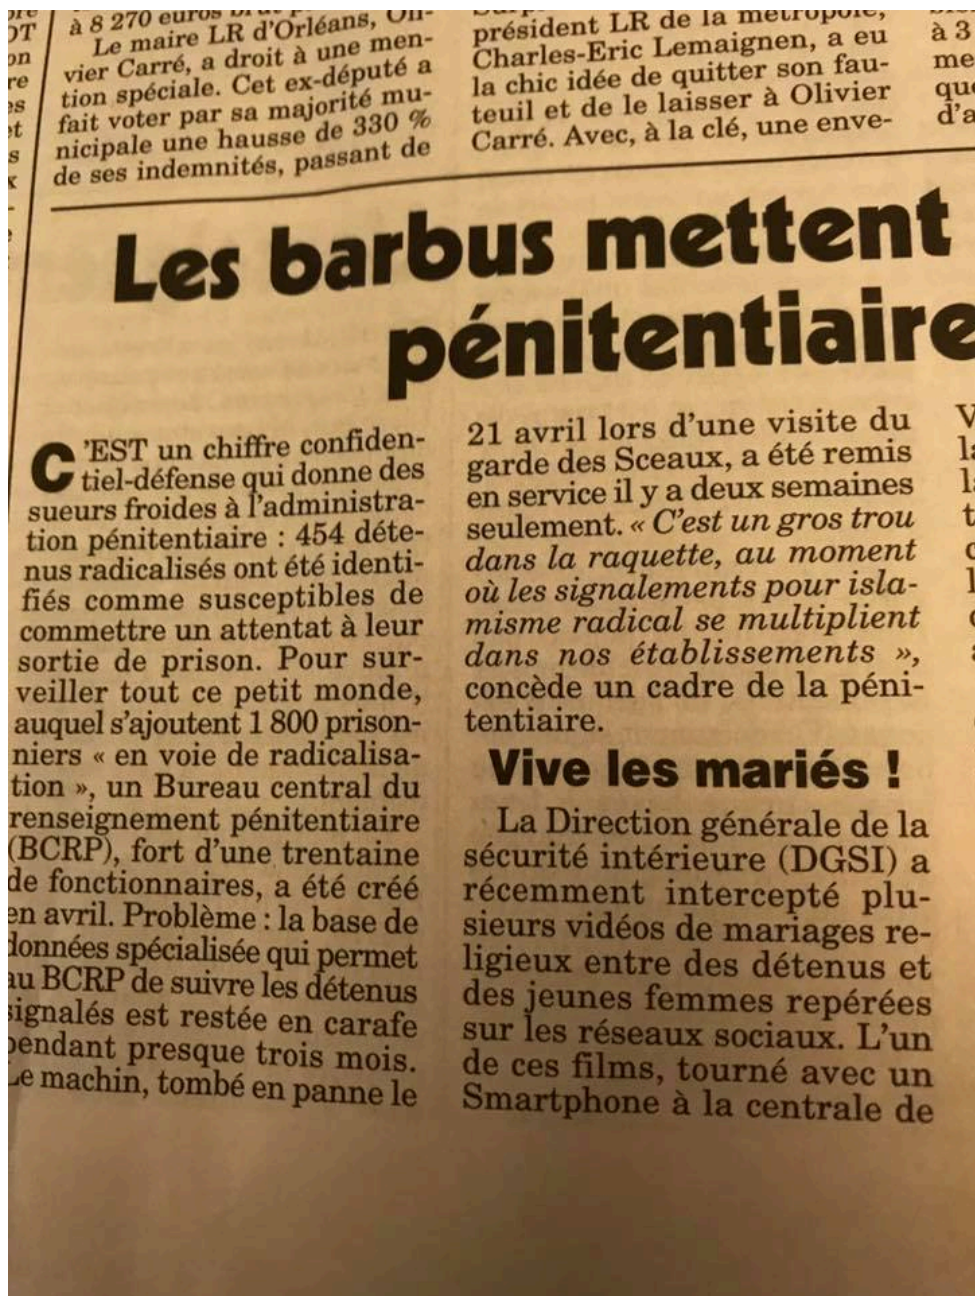 à 8 270 euros
Le maire LR d'Orléans, Oli-
vier Carré, a droit à une men-
tion spéciale. Cet ex-député a
fait voter par sa majorité mu-
nicipale une hausse de 330 %
de ses indemnités, passant de
président LR de la métropole,
Charles-Eric Lemaignen, a eu
la chic idée de quitter son fau-
teuil et de le laisser à Olivier
Carré. Avec, à la clé, une enve-
à 3
me
que
d'a
Les barbus mettent
pénitentiaire
C'EST un chiffre confiden-
tiel-défense qui donne des
sueurs froides à l'administra-
tion pénitentiaire : 454 déte-
nus radicalisés ont été identi-
fiés comme susceptibles de
commettre un attentat à leur
sortie de prison. Pour sur-
veiller tout ce petit monde,
auquel s'ajoutent 1 800 prison-
niers « en voie de radicalisa-
tion », un Bureau central du
renseignement pénitentiaire
(BCRP), fort d'une trentaine
de fonctionnaires, a été créé
en avril. Problème : la base de
données spécialisée qui permet
au BCRP de suivre les détenus
signalés est restée en carafe
pendant presque trois mois.
Le machin, tombé en panne le
21 avril lors d'une visite du
garde des Sceaux, a été remis
en service il y a deux semaines
seulement. « C'est un gros trou
dans la raquette, au moment
où les signalements pour isla-
misme radical se multiplient
dans nos établissements »,
concède un cadre de la péni-
tentiaire.
Vive les mariés !
La Direction générale de la
sécurité intérieure (DGSI) a
récemment intercepté plu-
sieurs vidéos de mariages re-
ligieux entre des détenus et
des jeunes femmes repérées
sur les réseaux sociaux. L'un
de ces films, tourné avec un
Smartphone à la centrale de